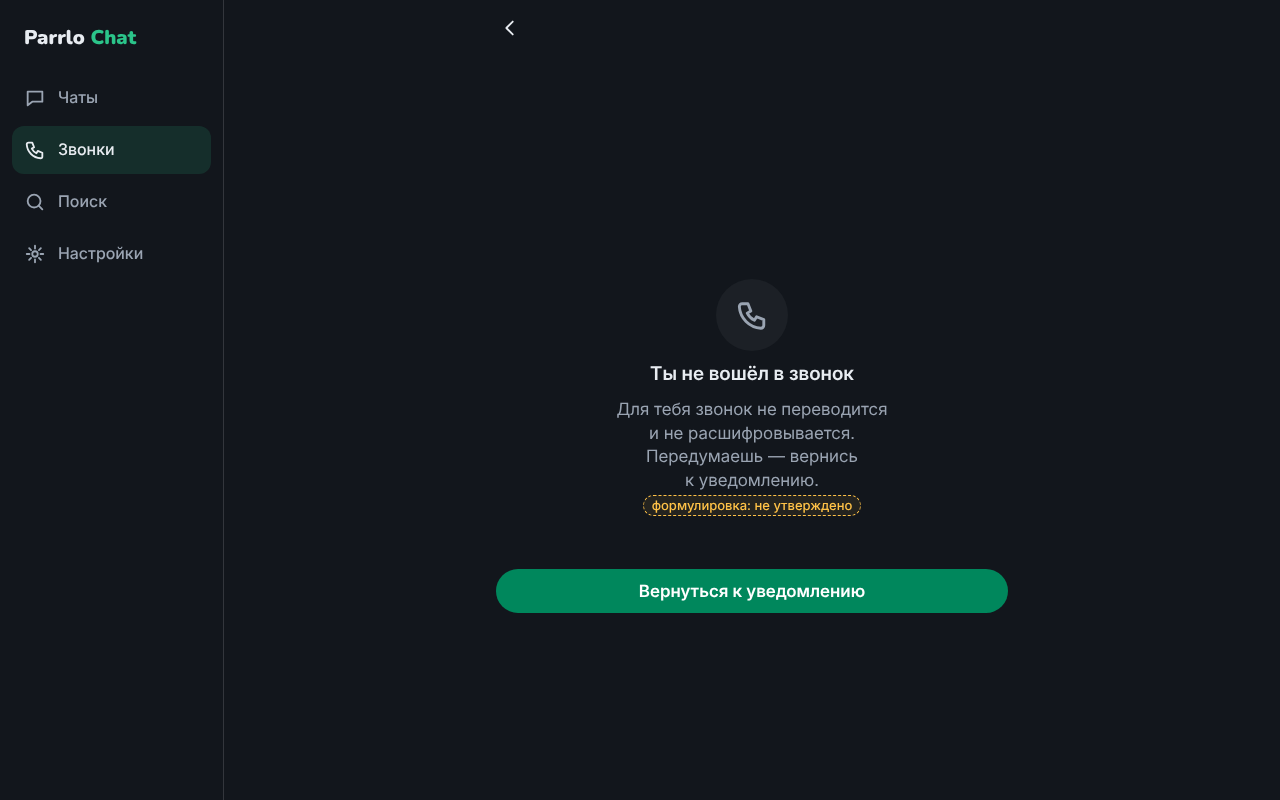 Parrlo Chat
Чаты
Звонки
Поиск
Настройки
Ты не вошёл в звонок
Для тебя звонок не переводится
и не расшифровывается.
Передумаешь — вернись
к уведомлению.
формулировка: не утверждено
Вернуться к уведомлению